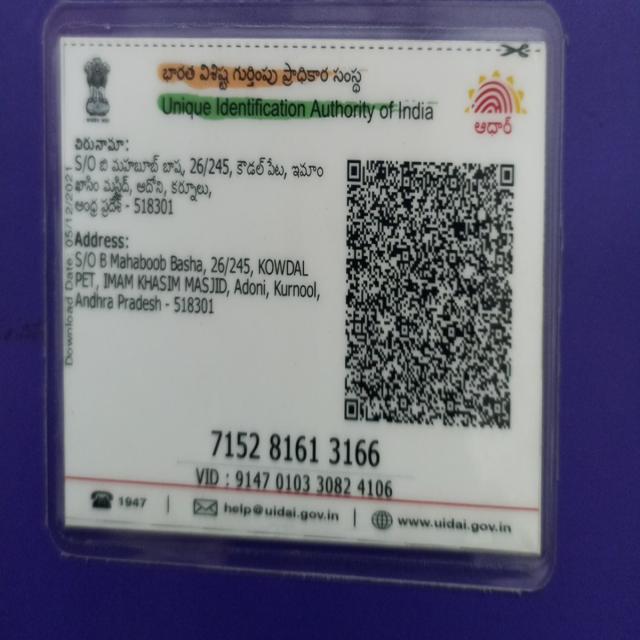 భారత విశిష్ట గుర్తింపు ప్రాధికార సంస్థ
Unique Identification Authority of India
ఆధార్
చిరునామా:
S/O బి మహబూబ్ బాష, 26/245, కౌడల్ పేట, ఇమాం
ఖాసీం మస్జీద్, ఆదోని, కర్నూలు,
ఆంధ్ర ప్రదేశ్ - 518301
Address:
S/O B Mahaboob Basha, 26/245, KOWDAL
PET, IMAM KHASIM MASJID, Adoni, Kurnool,
Andhra Pradesh - 518301
Download Date: 05/12/2021
7152 8161 3166
VID : 9147 0103 3082 4106
1947 | help@uidai.gov.in | www.uidai.gov.in